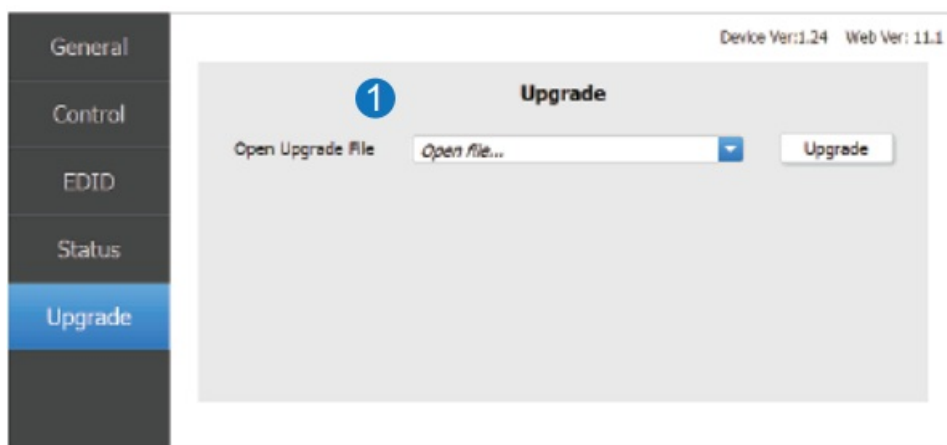 General
Control
EDID
Status
Upgrade
Device Ver:1.24 Web Ver: 11.1
1
Upgrade
Open Upgrade File
Open file...
Upgrade